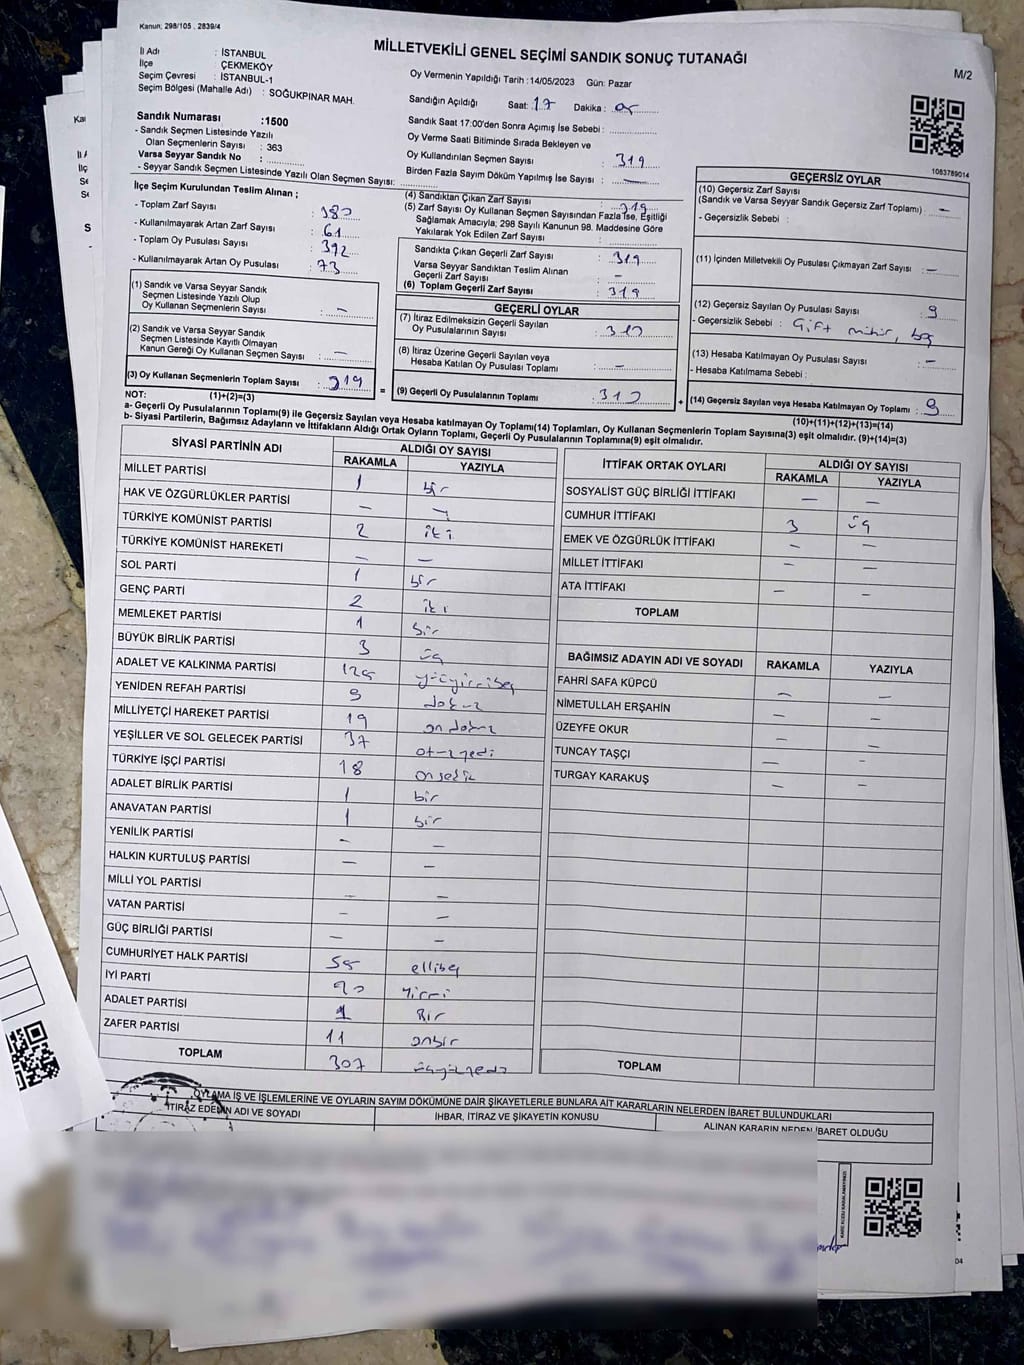 Kanun: 298/105 , 2839/4
MİLLETVEKİLİ GENEL SEÇİMİ SANDIK SONUÇ TUTANAĞI
M/2
İl Adı : İSTANBUL
İlçe : ÇEKMEKÖY
Seçim Çevresi : İSTANBUL-1
Seçim Bölgesi (Mahalle Adı) : SOĞUKPINAR MAH.
Oy Vermenin Yapıldığı Tarih : 14/05/2023 Gün: Pazar
Sandığın Açıldığı Saat: 17 Dakika : 05
Sandık Saat 17:00'den Sonra Açımış İse Sebebi :
Oy Verme Saati Bitiminde Sırada Bekleyen ve
Oy Kullandırılan Seçmen Sayısı : 319
Birden Fazla Sayım Döküm Yapılmış İse Sayısı : —
Sandık Numarası :1500
- Sandık Seçmen Listesinde Yazılı
Olan Seçmenlerin Sayısı : 363
Varsa Seyyar Sandık No :
- Seyyar Sandık Seçmen Listesinde Yazılı Olan Seçmen Sayısı:
1083789014
İlçe Seçim Kurulundan Teslim Alınan ;
- Toplam Zarf Sayısı : 380
- Kullanılmayarak Artan Zarf Sayısı : 61
- Toplam Oy Pusulası Sayısı : 392
- Kullanılmayarak Artan Oy Pusulası : 73
(1) Sandık ve Varsa Seyyar Sandık
Seçmen Listesinde Yazılı Olup
Oy Kullanan Seçmenlerin Sayısı : —
(2) Sandık ve Varsa Seyyar Sandık
Seçmen Listesinde Kayıtlı Olmayan
Kanun Gereği Oy Kullanan Seçmen Sayısı : —
(3) Oy Kullanan Seçmenlerin Toplam Sayısı : 319
(4) Sandıktan Çıkan Zarf Sayısı : 319
(5) Zarf Sayısı Oy Kullanan Seçmen Sayısından Fazla İse, Eşitliği
Sağlamak Amacıyla; 298 Sayılı Kanunun 98. Maddesine Göre
Yakılarak Yok Edilen Zarf Sayısı :
Sandıkta Çıkan Geçerli Zarf Sayısı : 319
Varsa Seyyar Sandıktan Teslim Alınan
Geçerli Zarf Sayısı : —
(6) Toplam Geçerli Zarf Sayısı : 319
GEÇERLİ OYLAR
(7) İtiraz Edilmeksizin Geçerli Sayılan
Oy Pusulalarının Sayısı : 310
(8) İtiraz Üzerine Geçerli Sayılan veya
Hesaba Katılan Oy Pusulası Toplamı : —
= (9) Geçerli Oy Pusulalarının Toplamı : 310 +
GEÇERSİZ OYLAR
(10) Geçersiz Zarf Sayısı
(Sandık ve Varsa Seyyar Sandık Geçersiz Zarf Toplamı) : —
- Geçersizlik Sebebi :
(11) İçinden Milletvekili Oy Pusulası Çıkmayan Zarf Sayısı : —
(12) Geçersiz Sayılan Oy Pusulası Sayısı : 9
- Geçersizlik Sebebi : Çift mühür, boş
(13) Hesaba Katılmayan Oy Pusulası Sayısı : —
- Hesaba Katılmama Sebebi :
(14) Geçersiz Sayılan veya Hesaba Katılmayan Oy Toplamı : 9
NOT: (1)+(2)=(3)
(10)+(11)+(12)+(13)=(14)
a- Geçerli Oy Pusulalarının Toplamı(9) ile Geçersiz Sayılan veya Hesaba katılmayan Oy Toplamı(14) Toplamları, Oy Kullanan Seçmenlerin Toplam Sayısına(3) eşit olmalıdır. (9)+(14)=(3)
b- Siyasi Partilerin, Bağımsız Adayların ve İttifakların Aldığı Ortak Oyların Toplamı, Geçerli Oy Pusulalarının Toplamına(9) eşit olmalıdır.
SİYASİ PARTİNİN ADI ALDIĞI OY SAYISI
RAKAMLA YAZIYLA
MİLLET PARTİSİ 1 bir
HAK VE ÖZGÜRLÜKLER PARTİSİ — —
TÜRKİYE KOMÜNİST PARTİSİ 2 iki
TÜRKİYE KOMÜNİST HAREKETİ — —
SOL PARTİ 1 bir
GENÇ PARTİ 2 iki
MEMLEKET PARTİSİ 1 bir
BÜYÜK BİRLİK PARTİSİ 3 üç
ADALET VE KALKINMA PARTİSİ 125 yüzyirmibeş
YENİDEN REFAH PARTİSİ 9 dokuz
MİLLİYETÇİ HAREKET PARTİSİ 19 on dokuz
YEŞİLLER VE SOL GELECEK PARTİSİ 37 otuzyedi
TÜRKİYE İŞÇİ PARTİSİ 18 onsekiz
ADALET BİRLİK PARTİSİ 1 bir
ANAVATAN PARTİSİ 1 bir
YENİLİK PARTİSİ — —
HALKIN KURTULUŞ PARTİSİ — —
MİLLİ YOL PARTİSİ — —
VATAN PARTİSİ — —
GÜÇ BİRLİĞİ PARTİSİ — —
CUMHURİYET HALK PARTİSİ 55 ellibeş
İYİ PARTİ 20 Yirmi
ADALET PARTİSİ 1 Bir
ZAFER PARTİSİ 11 onbir
TOPLAM 307 üçyüzyedi
İTTİFAK ORTAK OYLARI ALDIĞI OY SAYISI
RAKAMLA YAZIYLA
SOSYALİST GÜÇ BİRLİĞİ İTTİFAKI — —
CUMHUR İTTİFAKI 3 üç
EMEK VE ÖZGÜRLÜK İTTİFAKI — —
MİLLET İTTİFAKI — —
ATA İTTİFAKI — —
TOPLAM
BAĞIMSIZ ADAYIN ADI VE SOYADI RAKAMLA YAZIYLA
FAHRİ SAFA KÜPCÜ — —
NİMETULLAH ERŞAHİN — —
ÜZEYFE OKUR — —
TUNCAY TAŞÇI — —
TURGAY KARAKUŞ — —
TOPLAM
OYLAMA İŞ VE İŞLEMLERİNE VE OYLARIN SAYIM DÖKÜMÜNE DAİR ŞİKAYETLERLE BUNLARA AİT KARARLARIN NELERDEN İBARET BULUNDUKLARI
İTİRAZ EDENİN ADI VE SOYADI İHBAR, İTİRAZ VE ŞİKAYETİN KONUSU ALINAN KARARIN NEDEN İBARET OLDUĞU